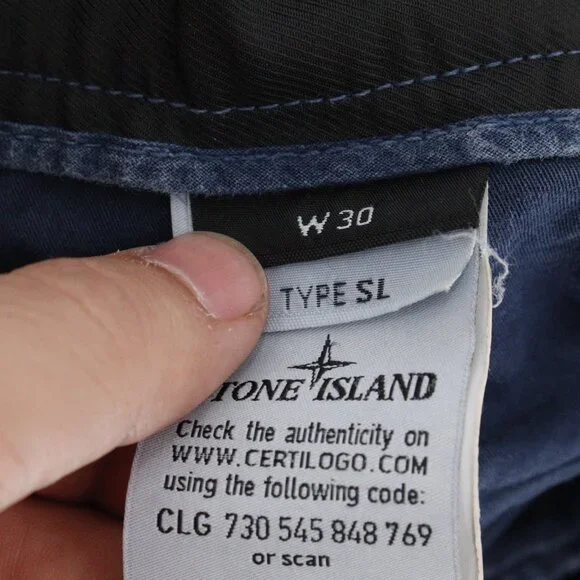 W 30
TYPE SL
STONE ISLAND
Check the authenticity on
WWW.CERTILOGO.COM
using the following code:
CLG 730 545 848 769
or scan